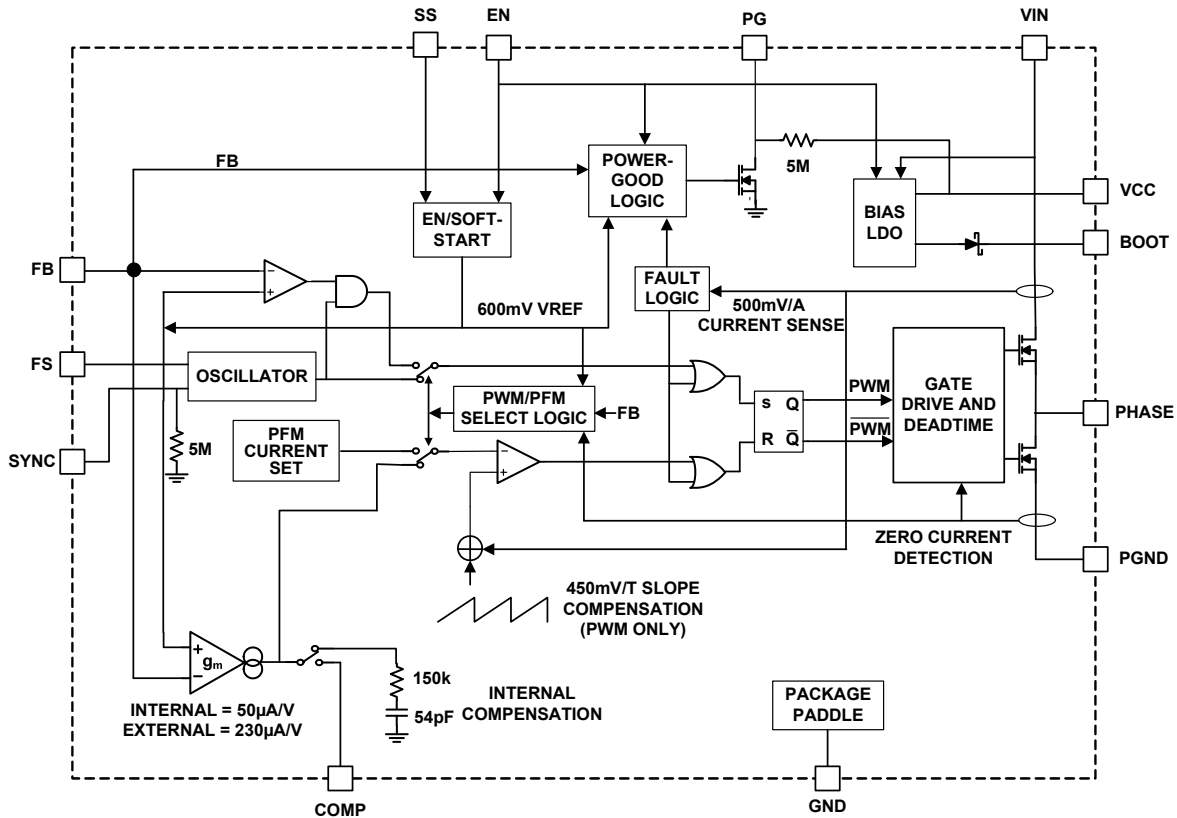 SS
EN
PG
VIN
FB
POWER-
GOOD
LOGIC
5M
BIAS
LDO
VCC
BOOT
EN/SOFT-
START
FB
−
+
600mV VREF
FAULT
LOGIC
500mV/A
CURRENT SENSE
FS
OSCILLATOR
SYNC
5M
PWM/PFM
SELECT LOGIC
FB
PFM
CURRENT
SET
−
+
S Q
R Q̅
PWM
P̅W̅M̅
GATE
DRIVE AND
DEADTIME
PHASE
ZERO CURRENT
DETECTION
PGND
450mV/T SLOPE
COMPENSATION
(PWM ONLY)
+
gm
−
INTERNAL = 50µA/V
EXTERNAL = 230µA/V
150k
54pF
INTERNAL
COMPENSATION
PACKAGE
PADDLE
COMP
GND